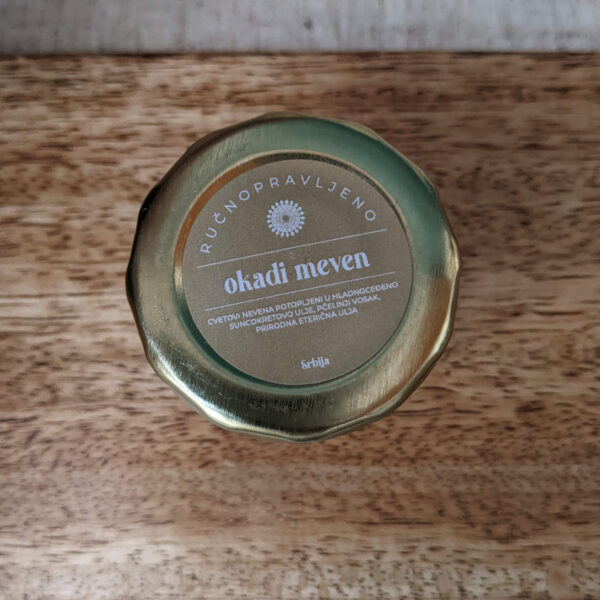 RUČNOPRAVLJENO
okadi meven
CVETOVI NEVENA POTOPLJENI U HLADNOCEĐENO
SUNCOKRETOVO ULJE, PČELINJI VOSAK,
PRIRODNA ETERIČNA ULJA
Srbija